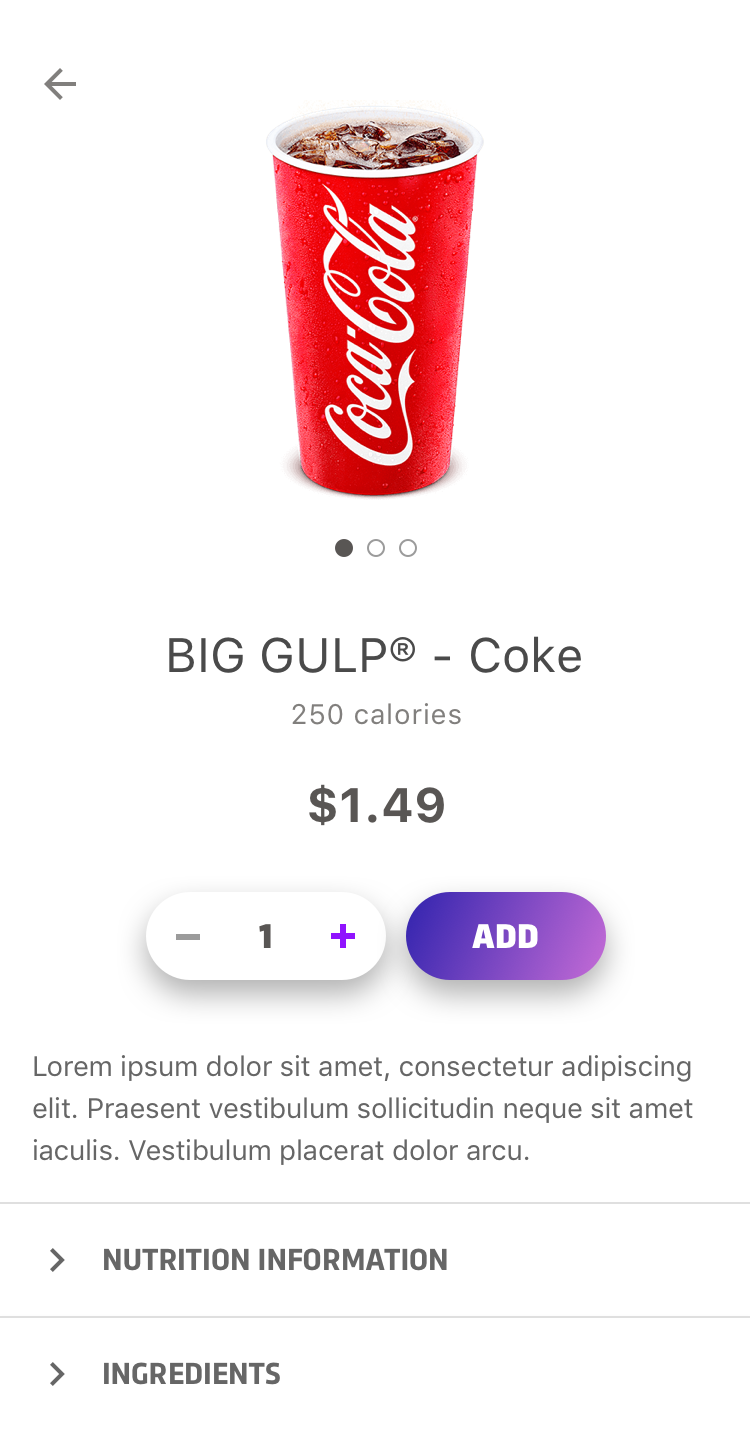 Coca-Cola®
BIG GULP® - Coke
250 calories
$1.49
1
ADD
Lorem ipsum dolor sit amet, consectetur adipiscing
elit. Praesent vestibulum sollicitudin neque sit amet
iaculis. Vestibulum placerat dolor arcu.
NUTRITION INFORMATION
INGREDIENTS